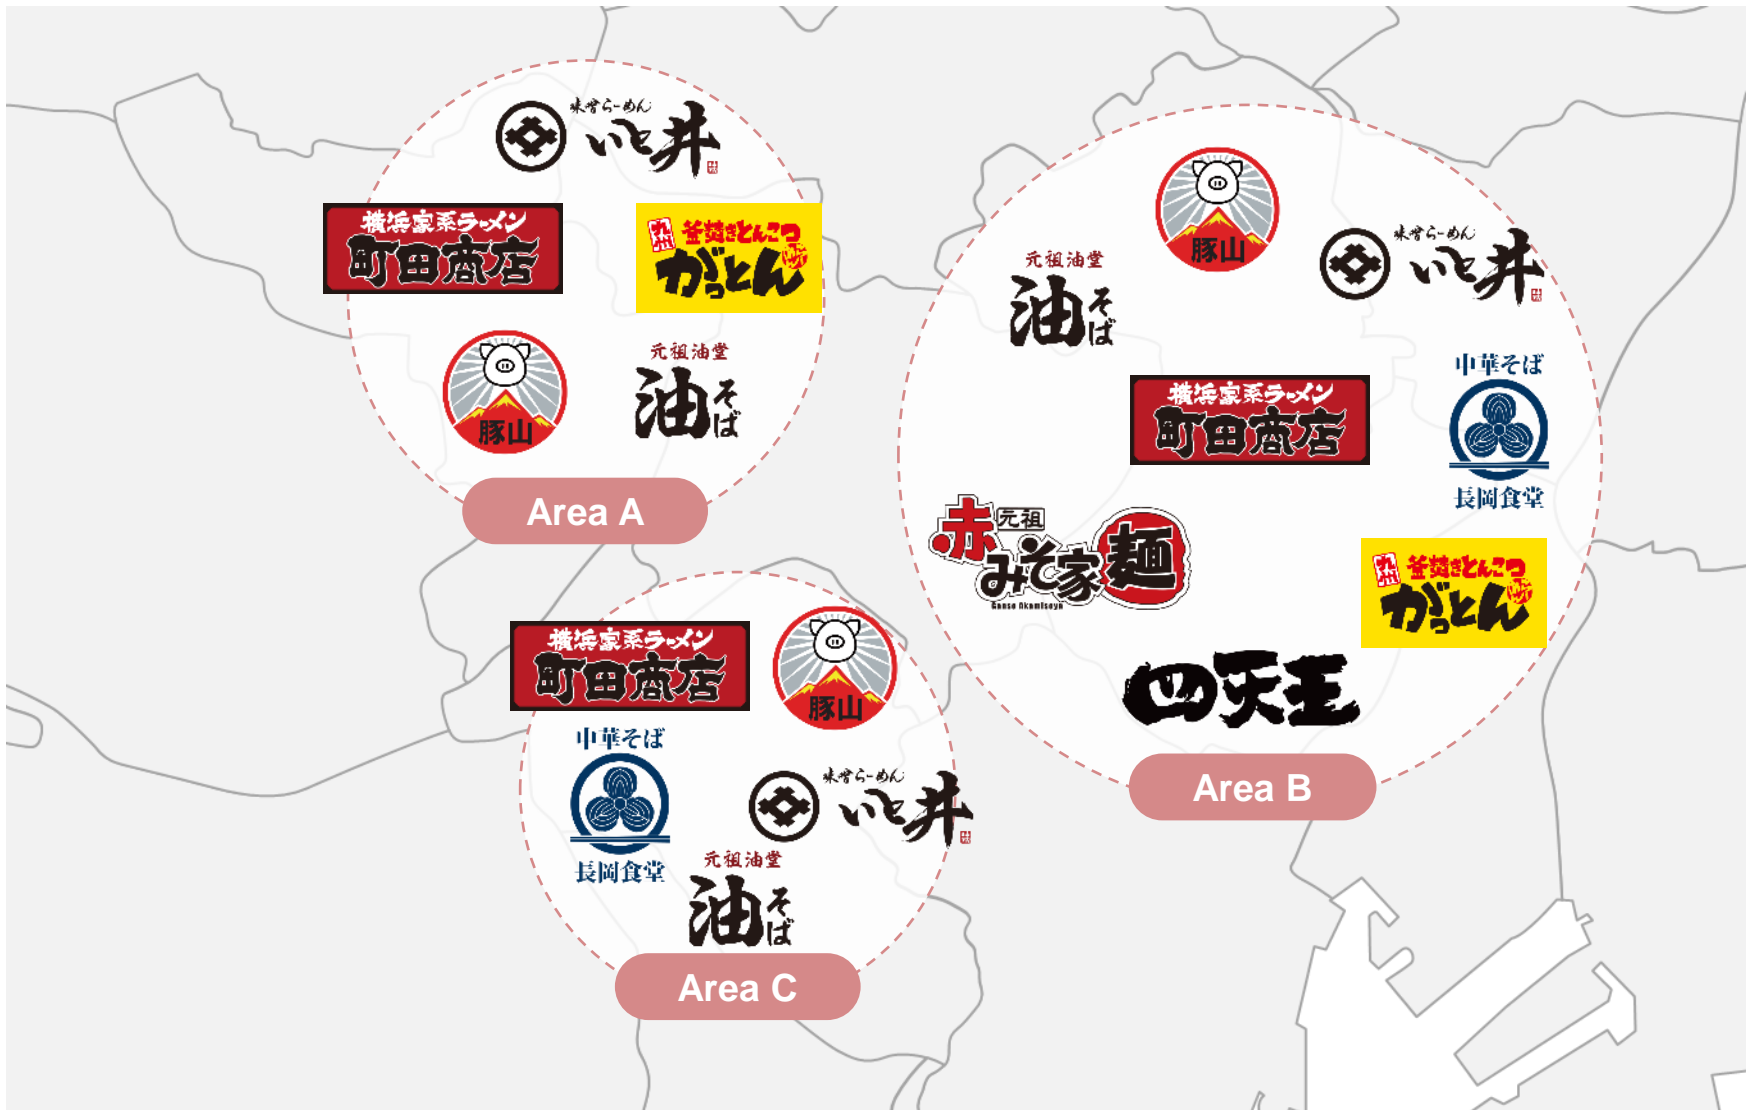 味噌らーめん
いと井
横浜家系ラーメン
町田商店
九州
釜焚きとんこつ
がっとん
豚山
元祖油堂
油そば
Area A
豚山
味噌らーめん
いと井
元祖油堂
油そば
横浜家系ラーメン
町田商店
中華そば
長岡食堂
元祖
赤みそ家麺
Ganso Akamisoya
九州
釜焚きとんこつ
がっとん
四天王
Area B
横浜家系ラーメン
町田商店
豚山
中華そば
長岡食堂
味噌らーめん
いと井
元祖油堂
油そば
Area C